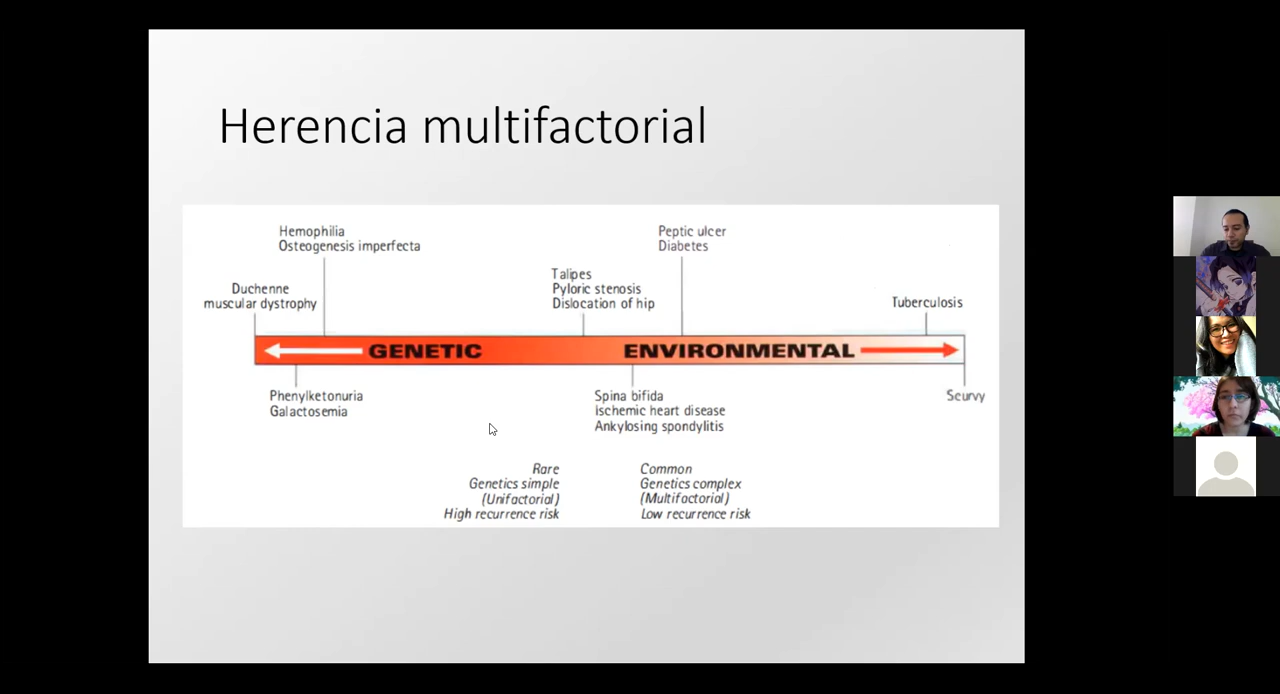 Herencia multifactorial
Hemophilia
Osteogenesis imperfecta
Peptic ulcer
Diabetes
Talipes
Pyloric stenosis
Dislocation of hip
Duchenne
muscular dystrophy
Tuberculosis
GENETIC
ENVIRONMENTAL
Phenylketonuria
Galactosemia
Spina bifida
Ischemic heart disease
Ankylosing spondylitis
Scurvy
Rare
Genetics simple
(Unifactorial)
High recurrence risk
Common
Genetics complex
(Multifactorial)
Low recurrence risk